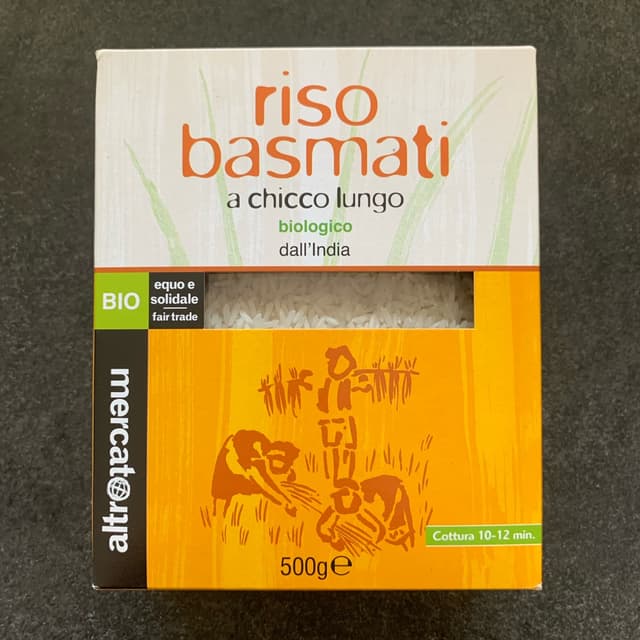 riso
basmati
a chicco lungo
biologico
dall'India
BIO
equo e
solidale
fair trade
altromercato
Cottura 10-12 min.
500g℮